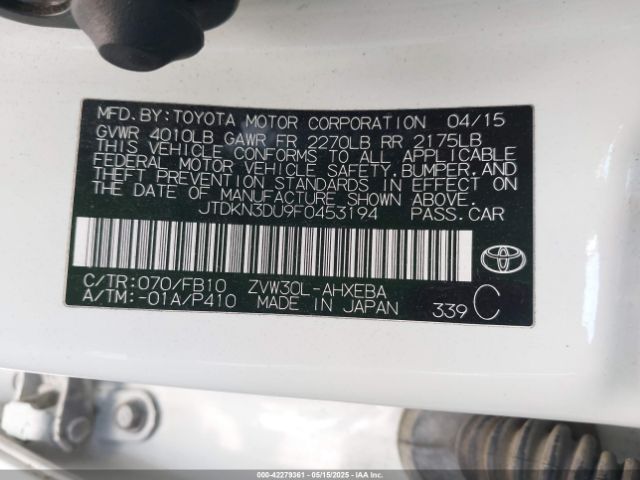 MFD. BY: TOYOTA MOTOR CORPORATION 04/15
GVWR 4010LB GAWR FR 2270LB RR 2175LB
THIS VEHICLE CONFORMS TO ALL APPLICABLE
FEDERAL MOTOR VEHICLE SAFETY, BUMPER, AND
THEFT PREVENTION STANDARDS IN EFFECT ON
THE DATE OF MANUFACTURE SHOWN ABOVE.
JTDKN3DU9F0453194 PASS.CAR
C/TR:070/FB10 ZVW30L-AHXEBA
A/TM:-01A/P410 MADE IN JAPAN 339 C
000-42279361 05/15/2025 IAA, Inc.